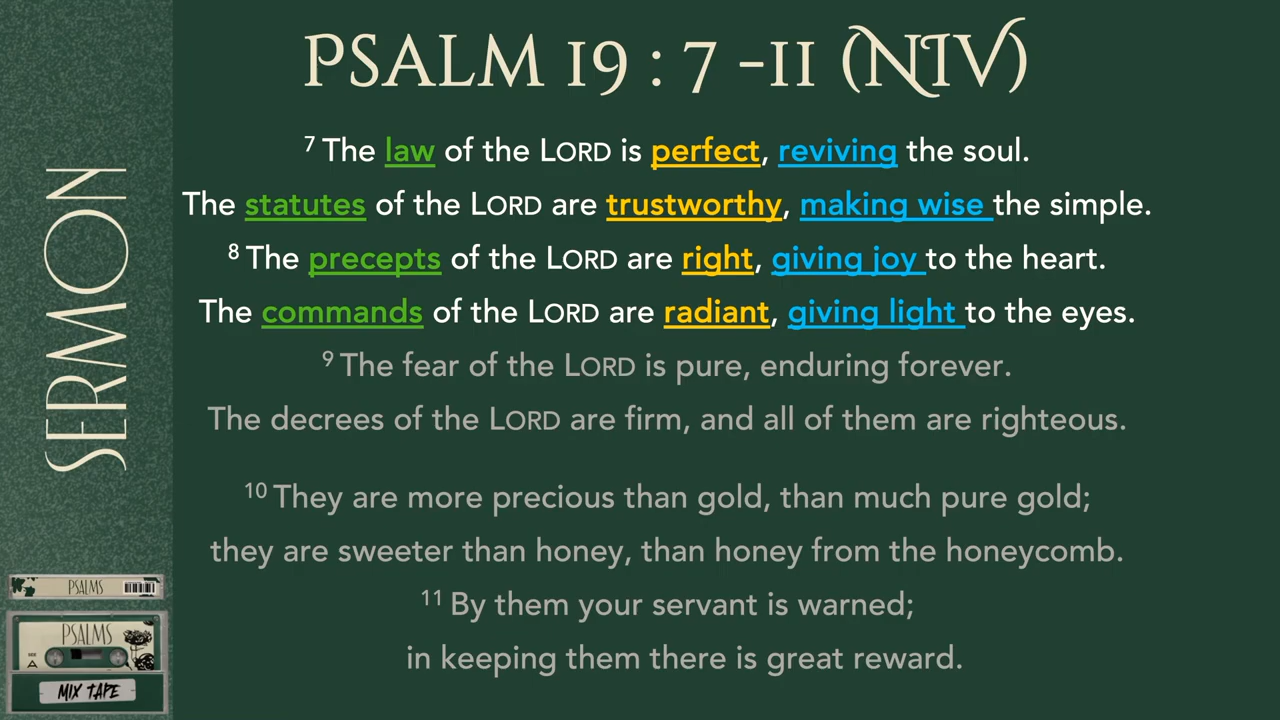 PSALM 19 : 7 -11 (NIV)
7 The law of the LORD is perfect, reviving the soul.
The statutes of the LORD are trustworthy, making wise the simple.
8 The precepts of the LORD are right, giving joy to the heart.
The commands of the LORD are radiant, giving light to the eyes.
9 The fear of the LORD is pure, enduring forever.
The decrees of the LORD are firm, and all of them are righteous.
10 They are more precious than gold, than much pure gold;
they are sweeter than honey, than honey from the honeycomb.
11 By them your servant is warned;
in keeping them there is great reward.
SERMON
PSALMS
PSALMS
A
MIX TAPE